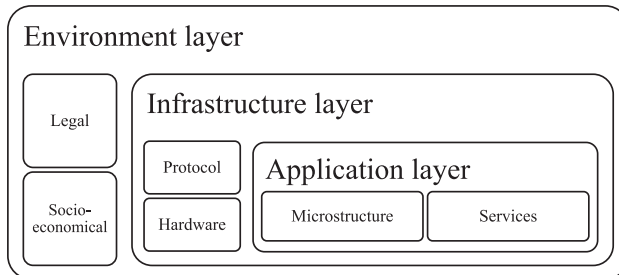 Environment layer
Legal
Socio-
economical
Infrastructure layer
Protocol
Hardware
Application layer
Microstructure
Services